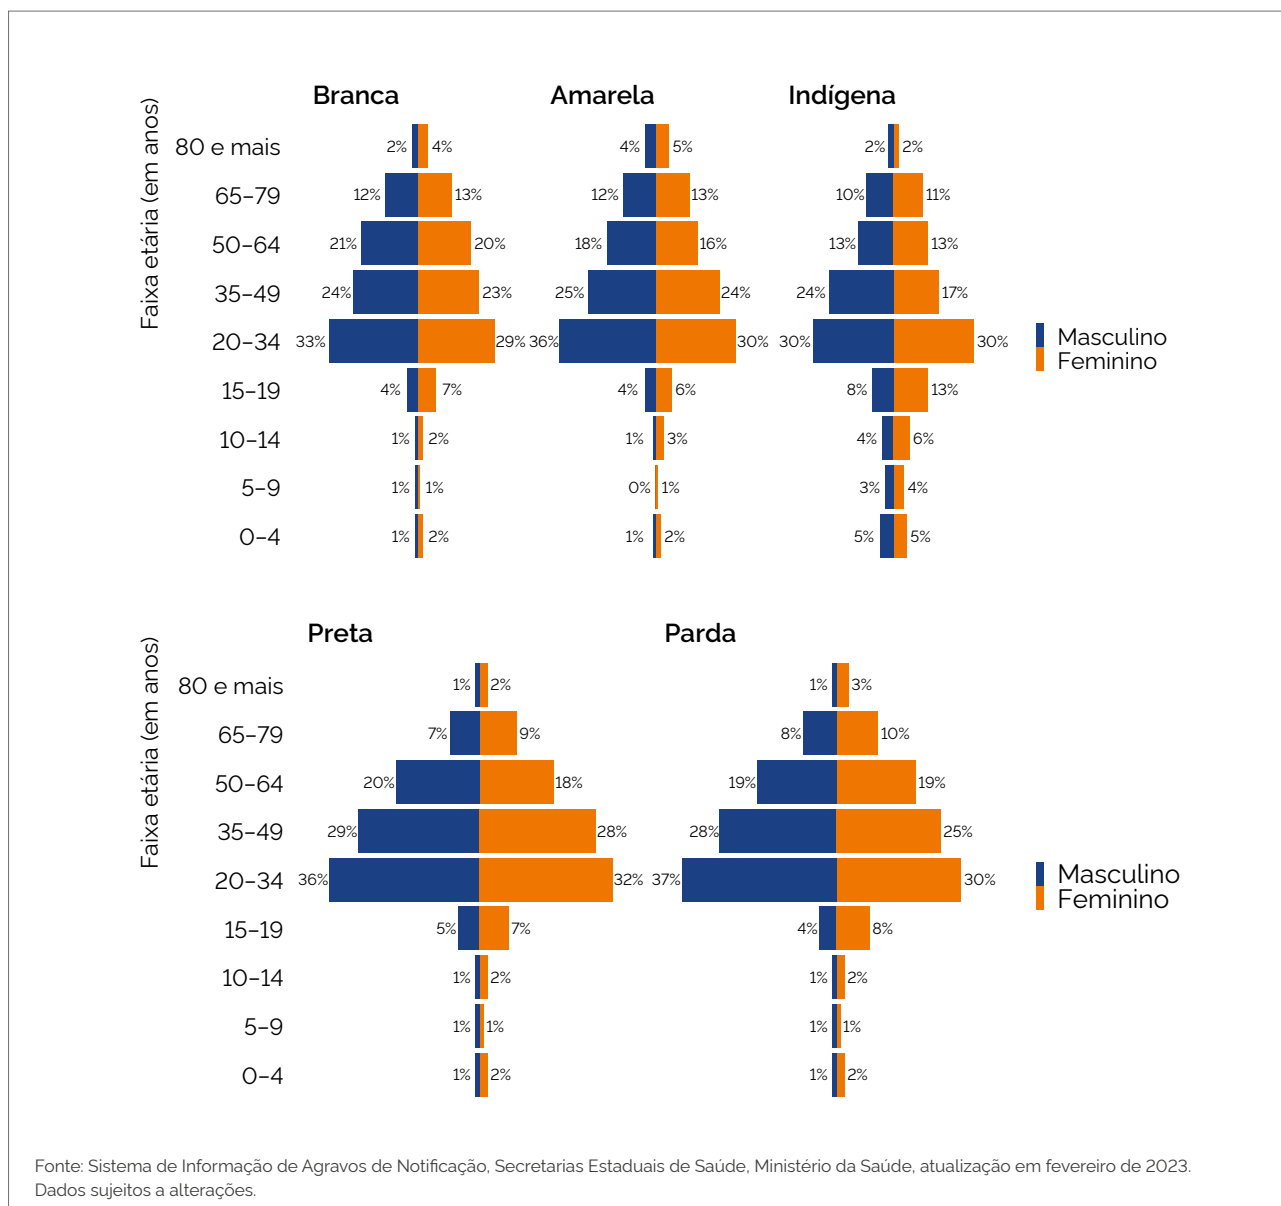 Branca Amarela Indígena
Faixa etária (em anos)
80 e mais 2% 4% 4% 5% 2% 2%
65–79 12% 13% 12% 13% 10% 11%
50–64 21% 20% 18% 16% 13% 13%
35–49 24% 23% 25% 24% 24% 17%
20–34 33% 29% 36% 30% 30% 30%
15–19 4% 7% 4% 6% 8% 13%
10–14 1% 2% 1% 3% 4% 6%
5–9 1% 1% 0% 1% 3% 4%
0–4 1% 2% 1% 2% 5% 5%
Masculino
Feminino
Preta Parda
Faixa etária (em anos)
80 e mais 1% 2% 1% 3%
65–79 7% 9% 8% 10%
50–64 20% 18% 19% 19%
35–49 29% 28% 28% 25%
20–34 36% 32% 37% 30%
15–19 5% 7% 4% 8%
10–14 1% 2% 1% 2%
5–9 1% 1% 1% 1%
0–4 1% 2% 1% 2%
Masculino
Feminino
Fonte: Sistema de Informação de Agravos de Notificação, Secretarias Estaduais de Saúde, Ministério da Saúde, atualização em fevereiro de 2023.
Dados sujeitos a alterações.